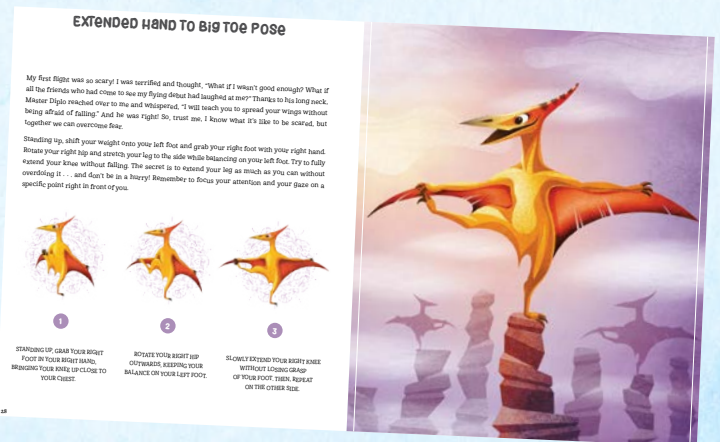 Extended Hand to Big Toe Pose
My first flight was so scary! I was terrified and thought, "What if I wasn't good enough? What if
all the friends who had come to see my flying debut had laughed at me?" Thanks to his long neck,
Master Diplo reached over to me and whispered, "I will teach you to spread your wings without
being afraid of falling." And he was right! So, trust me, I know what it's like to be scared, but
together we can overcome fear.
Standing up, shift your weight onto your left foot and grab your right foot with your right hand.
Rotate your right hip and stretch your leg to the side while balancing on your left foot. Try to fully
extend your knee without falling. The secret is to extend your leg as much as you can without
overdoing it . . . and don't be in a hurry! Remember to focus your attention and your gaze on a
specific point right in front of you.
1
STANDING UP, GRAB YOUR RIGHT
FOOT IN YOUR RIGHT HAND,
BRINGING YOUR KNEE UP CLOSE TO
YOUR CHEST.
2
ROTATE YOUR RIGHT HIP
OUTWARDS, KEEPING YOUR
BALANCE ON YOUR LEFT FOOT.
3
SLOWLY EXTEND YOUR RIGHT KNEE
WITHOUT LOSING GRASP
OF YOUR FOOT. THEN, REPEAT
ON THE OTHER SIDE.
28